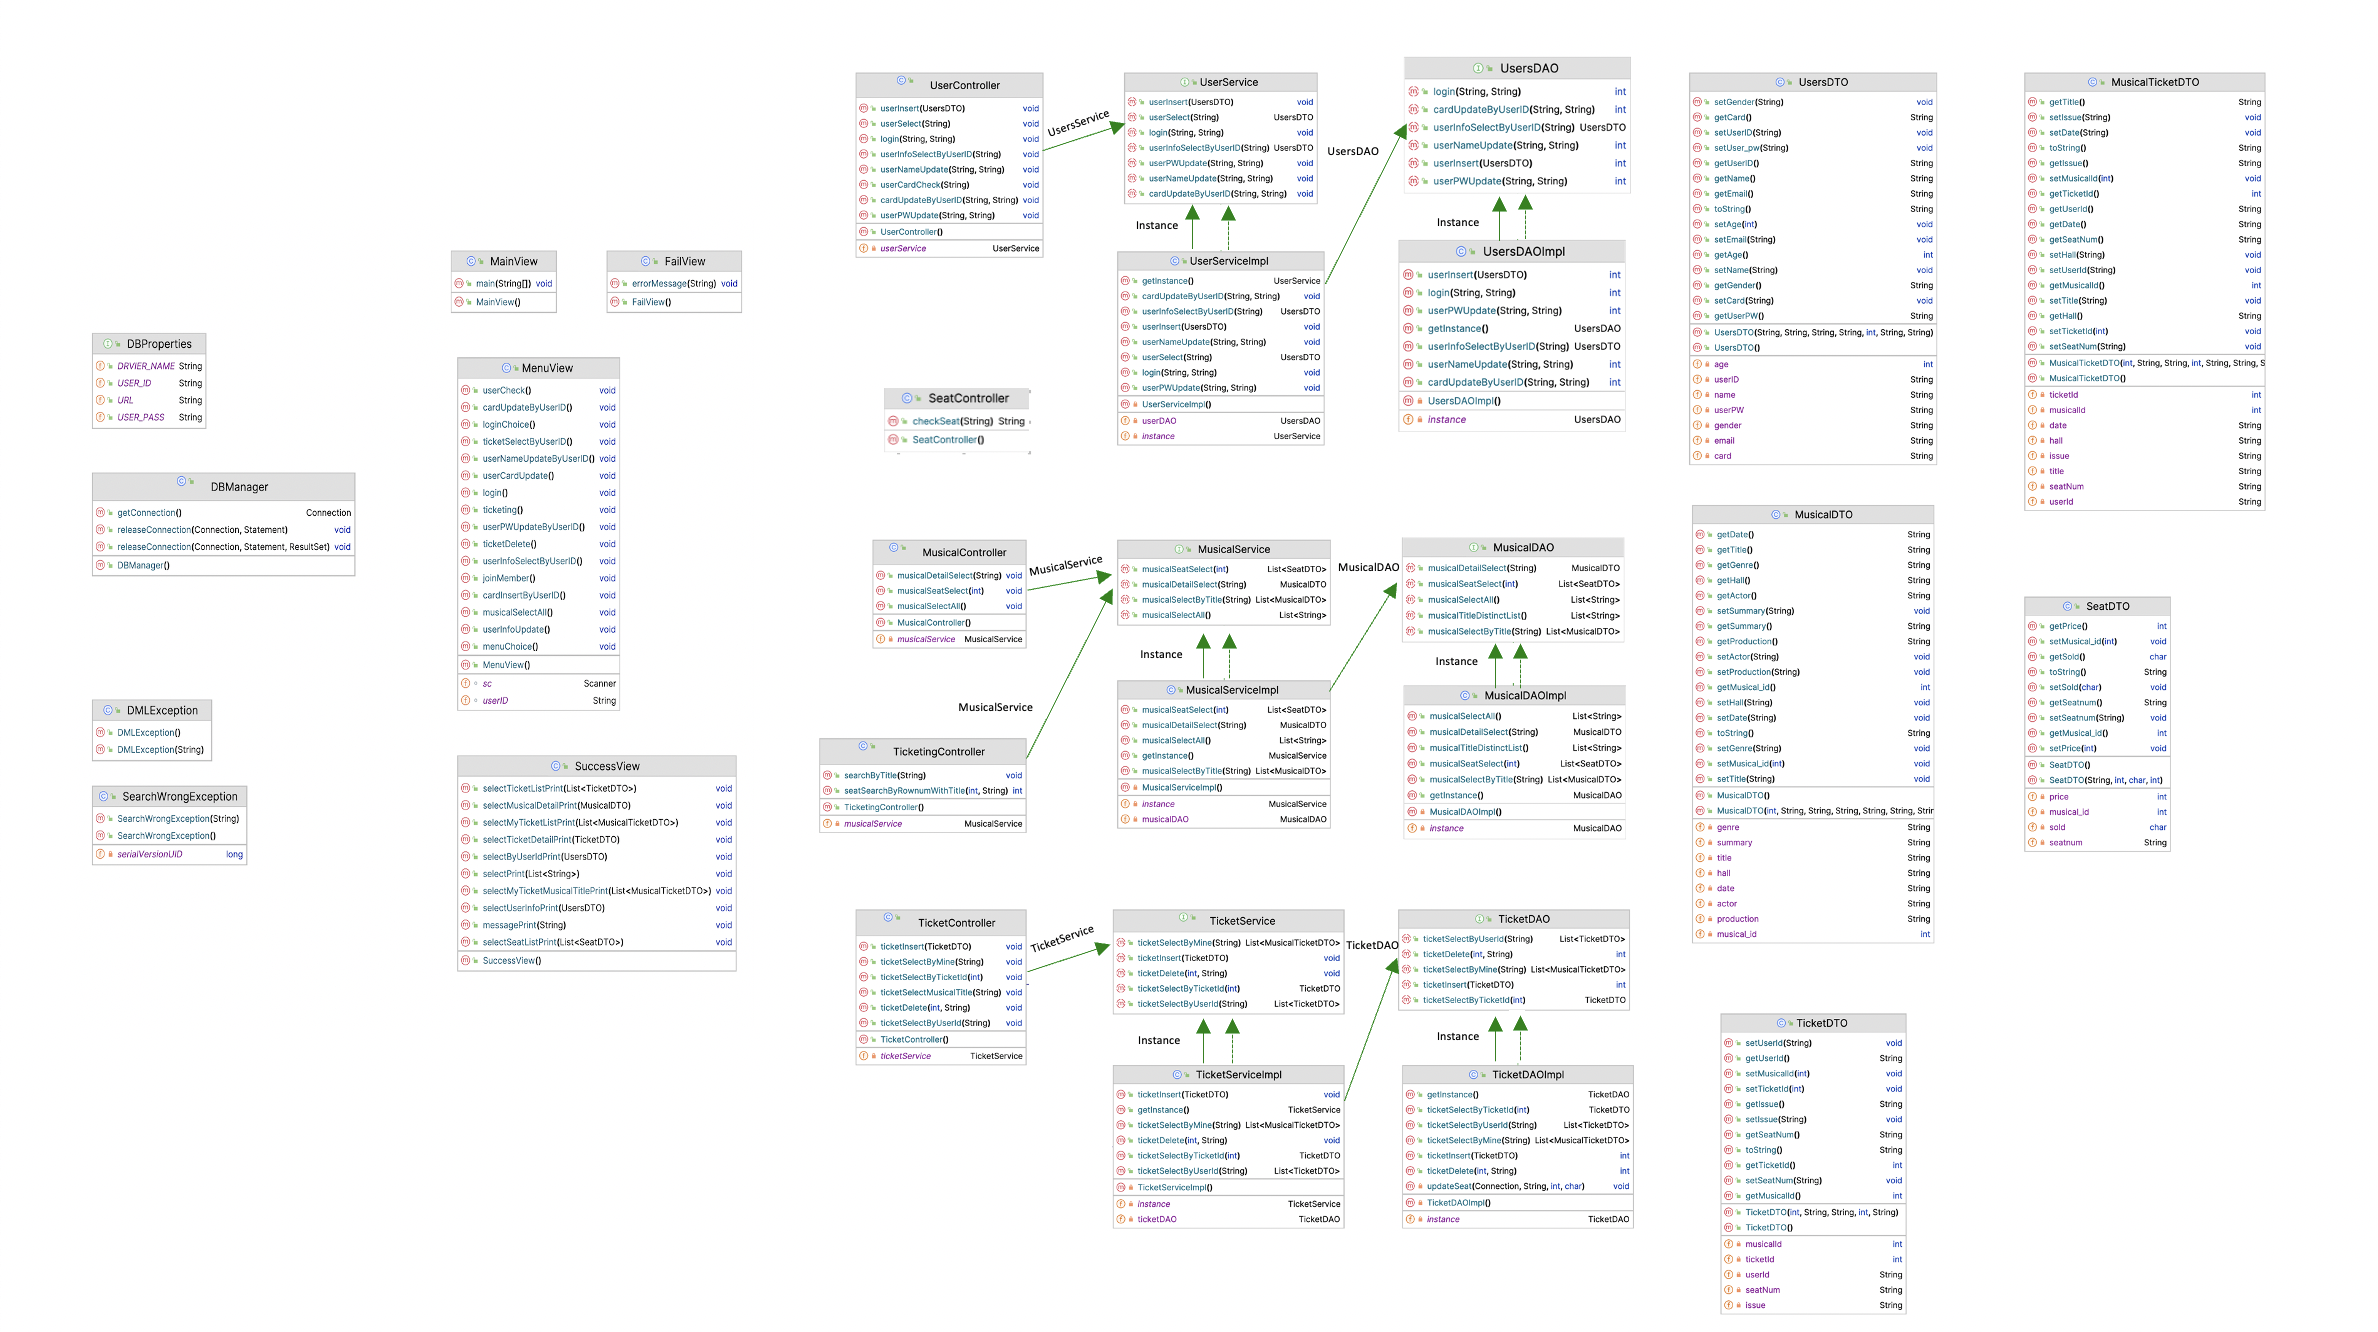 DBProperties
DRVIER_NAME String
USER_ID String
URL String
USER_PASS String
DBManager
getConnection() Connection
releaseConnection(Connection, Statement) void
releaseConnection(Connection, Statement, ResultSet) void
DBManager()
DMLException
DMLException()
DMLException(String)
SearchWrongException
SearchWrongException(String)
SearchWrongException()
serialVersionUID long
MainView
main(String[]) void
MainView()
FailView
errorMessage(String) void
FailView()
MenuView
userCheck() void
cardUpdateByUserID() void
loginChoice() void
ticketSelectByUserID() void
userNameUpdateByUserID() void
userCardUpdate() void
login() void
ticketing() void
userPWUpdateByUserID() void
ticketDelete() void
userInfoSelectByUserID() void
joinMember() void
cardInsertByUserID() void
musicalSelectAll() void
userInfoUpdate() void
menuChoice() void
MenuView()
sc Scanner
userID String
SuccessView
selectTicketListPrint(List<TicketDTO>) void
selectMusicalDetailPrint(MusicalDTO) void
selectMyTicketListPrint(List<MusicalTicketDTO>) void
selectTicketDetailPrint(TicketDTO) void
selectByUserIdPrint(UsersDTO) void
selectPrint(List<String>) void
selectMyTicketMusicalTitlePrint(List<MusicalTicketDTO>) void
selectUserInfoPrint(UsersDTO) void
messagePrint(String) void
selectSeatListPrint(List<SeatDTO>) void
SuccessView()
UserController
userInsert(UsersDTO) void
userSelect(String) void
login(String, String) void
userInfoSelectByUserID(String) void
userNameUpdate(String, String) void
userCardCheck(String) void
cardUpdateByUserID(String, String) void
userPWUpdate(String, String) void
UserController()
userService UserService
UsersService
UserService
userInsert(UsersDTO) void
userSelect(String) UsersDTO
login(String, String) void
userInfoSelectByUserID(String) UsersDTO
userPWUpdate(String, String) void
userNameUpdate(String, String) void
cardUpdateByUserID(String, String) void
Instance
UserServiceImpl
getInstance() UserService
cardUpdateByUserID(String, String) void
userInfoSelectByUserID(String) UsersDTO
userInsert(UsersDTO) void
userNameUpdate(String, String) void
userSelect(String) UsersDTO
login(String, String) void
userPWUpdate(String, String) void
UserServiceImpl()
userDAO UsersDAO
instance UserService
UsersDAO
UsersDAO
login(String, String) int
cardUpdateByUserID(String, String) int
userInfoSelectByUserID(String) UsersDTO
userNameUpdate(String, String) int
userInsert(UsersDTO) int
userPWUpdate(String, String) int
Instance
UsersDAOImpl
userInsert(UsersDTO) int
login(String, String) int
userPWUpdate(String, String) int
getInstance() UsersDAO
userInfoSelectByUserID(String) UsersDTO
userNameUpdate(String, String) int
cardUpdateByUserID(String, String) int
UsersDAOImpl()
instance UsersDAO
SeatController
checkSeat(String) String
SeatController()
MusicalController
musicalDetailSelect(String) void
musicalSeatSelect(int) void
musicalSelectAll() void
MusicalController()
musicalService MusicalService
MusicalService
MusicalService
musicalSeatSelect(int) List<SeatDTO>
musicalDetailSelect(String) MusicalDTO
musicalSelectByTitle(String) List<MusicalDTO>
musicalSelectAll() List<String>
Instance
MusicalService
TicketingController
searchByTitle(String) void
seatSearchByRownumWithTitle(int, String) int
TicketingController()
musicalService MusicalService
MusicalServiceImpl
musicalSeatSelect(int) List<SeatDTO>
musicalDetailSelect(String) MusicalDTO
musicalSelectAll() List<String>
getInstance() MusicalService
musicalSelectByTitle(String) List<MusicalDTO>
MusicalServiceImpl()
instance MusicalService
musicalDAO MusicalDAO
MusicalDAO
MusicalDAO
musicalDetailSelect(String) MusicalDTO
musicalSeatSelect(int) List<SeatDTO>
musicalSelectAll() List<String>
musicalTitleDistinctList() List<String>
musicalSelectByTitle(String) List<MusicalDTO>
Instance
MusicalDAOImpl
musicalSelectAll() List<String>
musicalDetailSelect(String) MusicalDTO
musicalTitleDistinctList() List<String>
musicalSeatSelect(int) List<SeatDTO>
musicalSelectByTitle(String) List<MusicalDTO>
getInstance() MusicalDAO
MusicalDAOImpl()
instance MusicalDAO
TicketController
ticketInsert(TicketDTO) void
ticketSelectByMine(String) void
ticketSelectByTicketId(int) void
ticketSelectMusicalTitle(String) void
ticketDelete(int, String) void
ticketSelectByUserId(String) void
TicketController()
ticketService TicketService
TicketService
TicketService
ticketSelectByMine(String) List<MusicalTicketDTO>
ticketInsert(TicketDTO) void
ticketDelete(int, String) void
ticketSelectByTicketId(int) TicketDTO
ticketSelectByUserId(String) List<TicketDTO>
Instance
TicketServiceImpl
ticketInsert(TicketDTO) void
getInstance() TicketService
ticketSelectByMine(String) List<MusicalTicketDTO>
ticketDelete(int, String) void
ticketSelectByTicketId(int) TicketDTO
ticketSelectByUserId(String) List<TicketDTO>
TicketServiceImpl()
instance TicketService
ticketDAO TicketDAO
TicketDAO
TicketDAO
ticketSelectByUserId(String) List<TicketDTO>
ticketDelete(int, String) int
ticketSelectByMine(String) List<MusicalTicketDTO>
ticketInsert(TicketDTO) int
ticketSelectByTicketId(int) TicketDTO
Instance
TicketDAOImpl
getInstance() TicketDAO
ticketSelectByTicketId(int) TicketDTO
ticketSelectByUserId(String) List<TicketDTO>
ticketSelectByMine(String) List<MusicalTicketDTO>
ticketInsert(TicketDTO) int
ticketDelete(int, String) int
updateSeat(Connection, String, int, char) void
TicketDAOImpl()
instance TicketDAO
UsersDTO
setGender(String) void
getCard() String
setUserID(String) void
setUser_pw(String) void
getUserID() String
getName() String
getEmail() String
toString() String
setAge(int) void
setEmail(String) void
getAge() int
setName(String) void
getGender() String
setCard(String) void
getUserPW() String
UsersDTO(String, String, String, String, int, String, String)
UsersDTO()
age int
userID String
name String
userPW String
gender String
email String
card String
MusicalDTO
getDate() String
getTitle() String
getGenre() String
getHall() String
getActor() String
setSummary(String) void
getSummary() String
getProduction() String
setActor(String) void
setProduction(String) void
getMusical_id() int
setHall(String) void
setDate(String) void
toString() String
setGenre(String) void
setMusical_id(int) void
setTitle(String) void
MusicalDTO()
MusicalDTO(int, String, String, String, String, String, Strir
genre String
summary String
title String
hall String
date String
actor String
production String
musical_id int
TicketDTO
setUserId(String) void
getUserId() String
setMusicalId(int) void
setTicketId(int) void
getIssue() String
setIssue(String) void
getSeatNum() String
toString() String
getTicketId() int
setSeatNum(String) void
getMusicalId() int
TicketDTO(int, String, String, int, String)
TicketDTO()
musicalId int
ticketId int
userId String
seatNum String
issue String
MusicalTicketDTO
getTitle() String
setIssue(String) void
setDate(String) void
toString() String
getIssue() String
setMusicalId(int) void
getTicketId() int
getUserId() String
getDate() String
getSeatNum() String
setHall(String) void
setUserId(String) void
getMusicalId() int
setTitle(String) void
getHall() String
setTicketId(int) void
setSeatNum(String) void
MusicalTicketDTO(int, String, String, int, String, String, S
MusicalTicketDTO()
ticketId int
musicalId int
date String
hall String
issue String
title String
seatNum String
userId String
SeatDTO
getPrice() int
setMusical_id(int) void
getSold() char
toString() String
setSold(char) void
getSeatnum() String
setSeatnum(String) void
getMusical_id() int
setPrice(int) void
SeatDTO()
SeatDTO(String, int, char, int)
price int
musical_id int
sold char
seatnum String